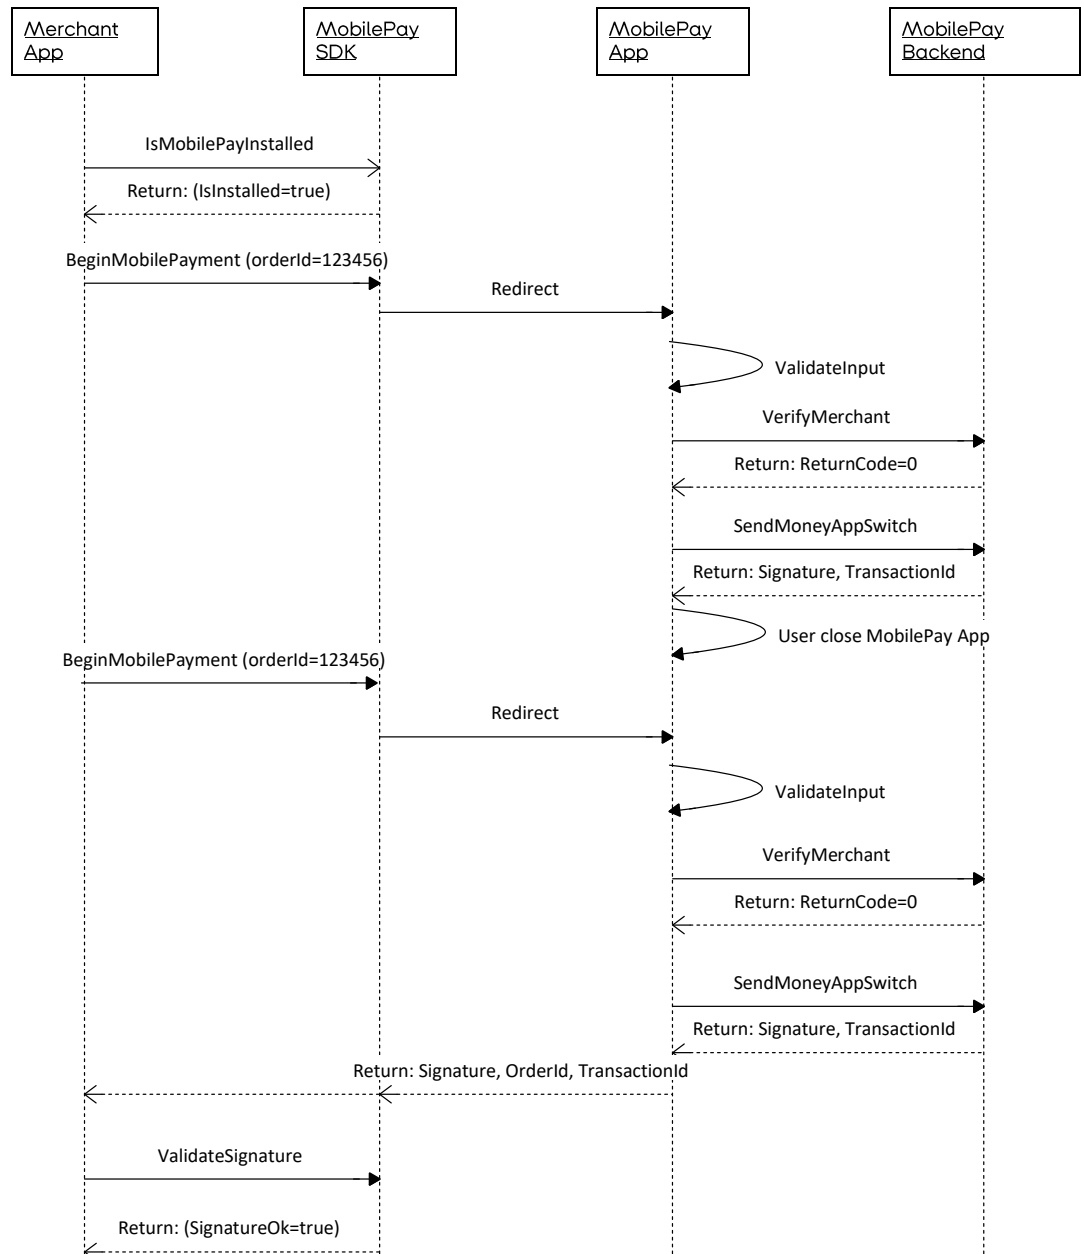 Merchant
App
MobilePay
SDK
MobilePay
App
MobilePay
Backend
IsMobilePayInstalled
Return: (IsInstalled=true)
BeginMobilePayment (orderId=123456)
Redirect
ValidateInput
VerifyMerchant
Return: ReturnCode=0
SendMoneyAppSwitch
Return: Signature, TransactionId
User close MobilePay App
BeginMobilePayment (orderId=123456)
Redirect
ValidateInput
VerifyMerchant
Return: ReturnCode=0
SendMoneyAppSwitch
Return: Signature, TransactionId
Return: Signature, OrderId, TransactionId
ValidateSignature
Return: (SignatureOk=true)